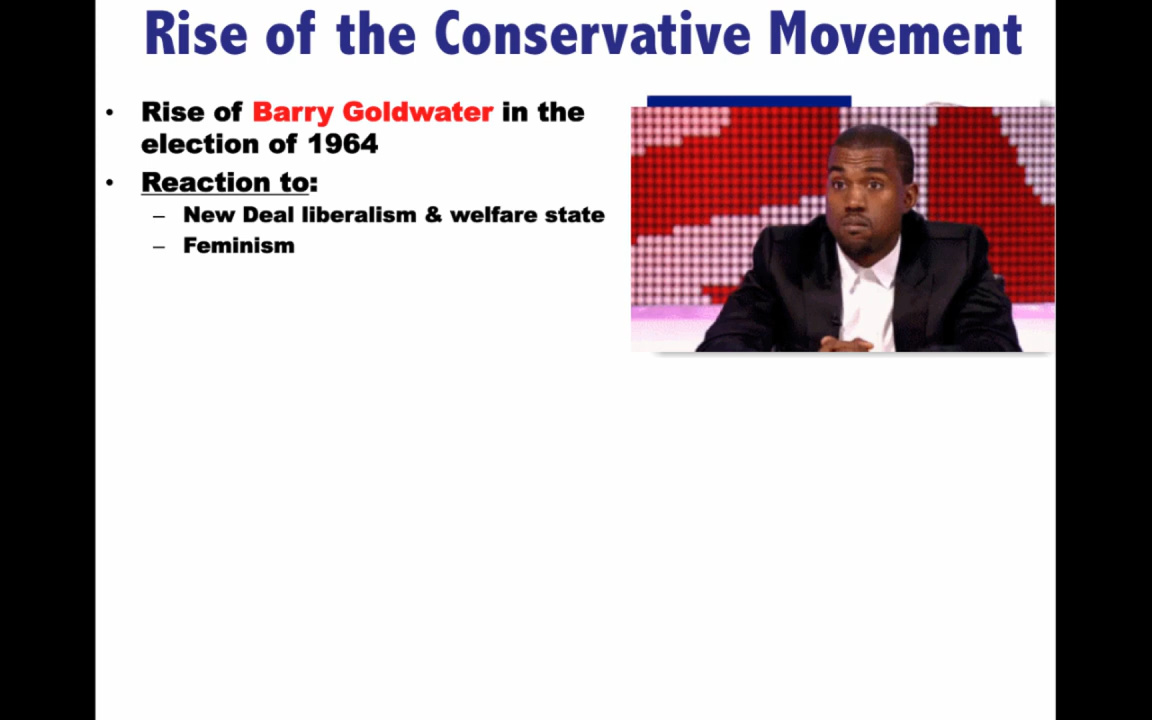 Rise of the Conservative Movement
• Rise of Barry Goldwater in the
election of 1964
• Reaction to:
– New Deal liberalism & welfare state
– Feminism